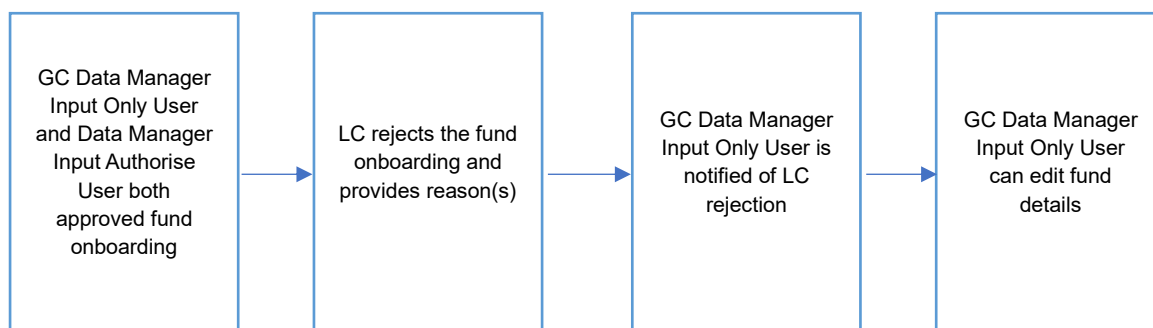 GC Data Manager
Input Only User
and Data Manager
Input Authorise
User both
approved fund
onboarding
LC rejects the fund
onboarding and
provides reason(s)
GC Data Manager
Input Only User is
notified of LC
rejection
GC Data Manager
Input Only User
can edit fund
details